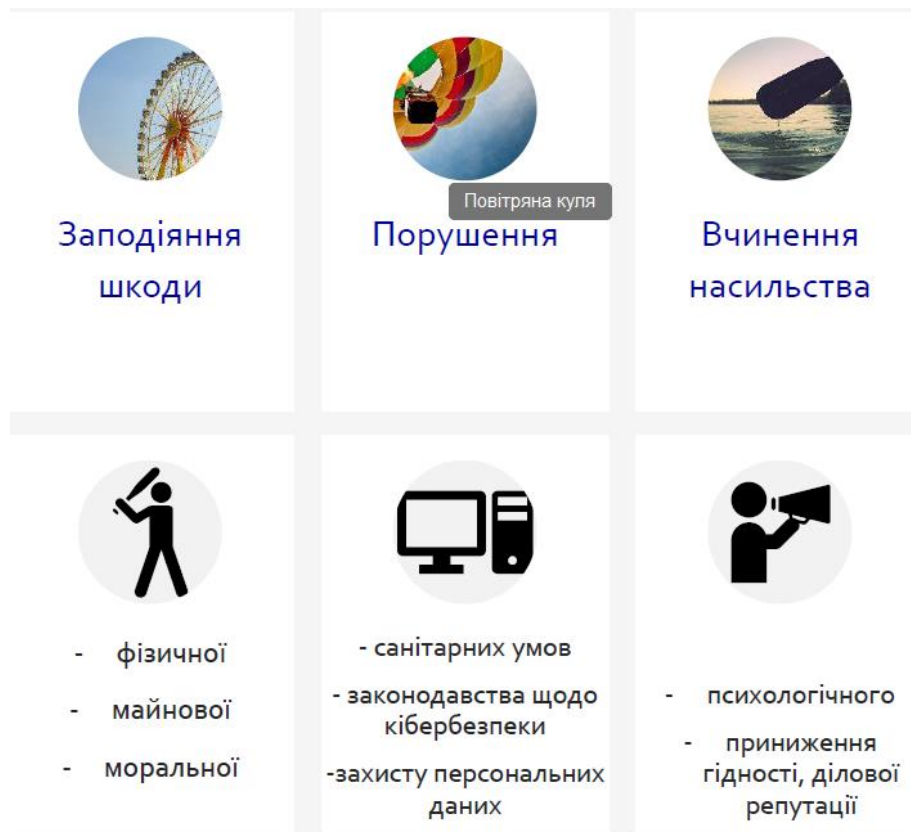 Повітряна куля
Заподіяння
шкоди
Порушення
Вчинення
насильства
- фізичної
- майнової
- моральної
- санітарних умов
- законодавства щодо
кібербезпеки
-захисту персональних
даних
- психологічного
- приниження
гідності, ділової
репутації